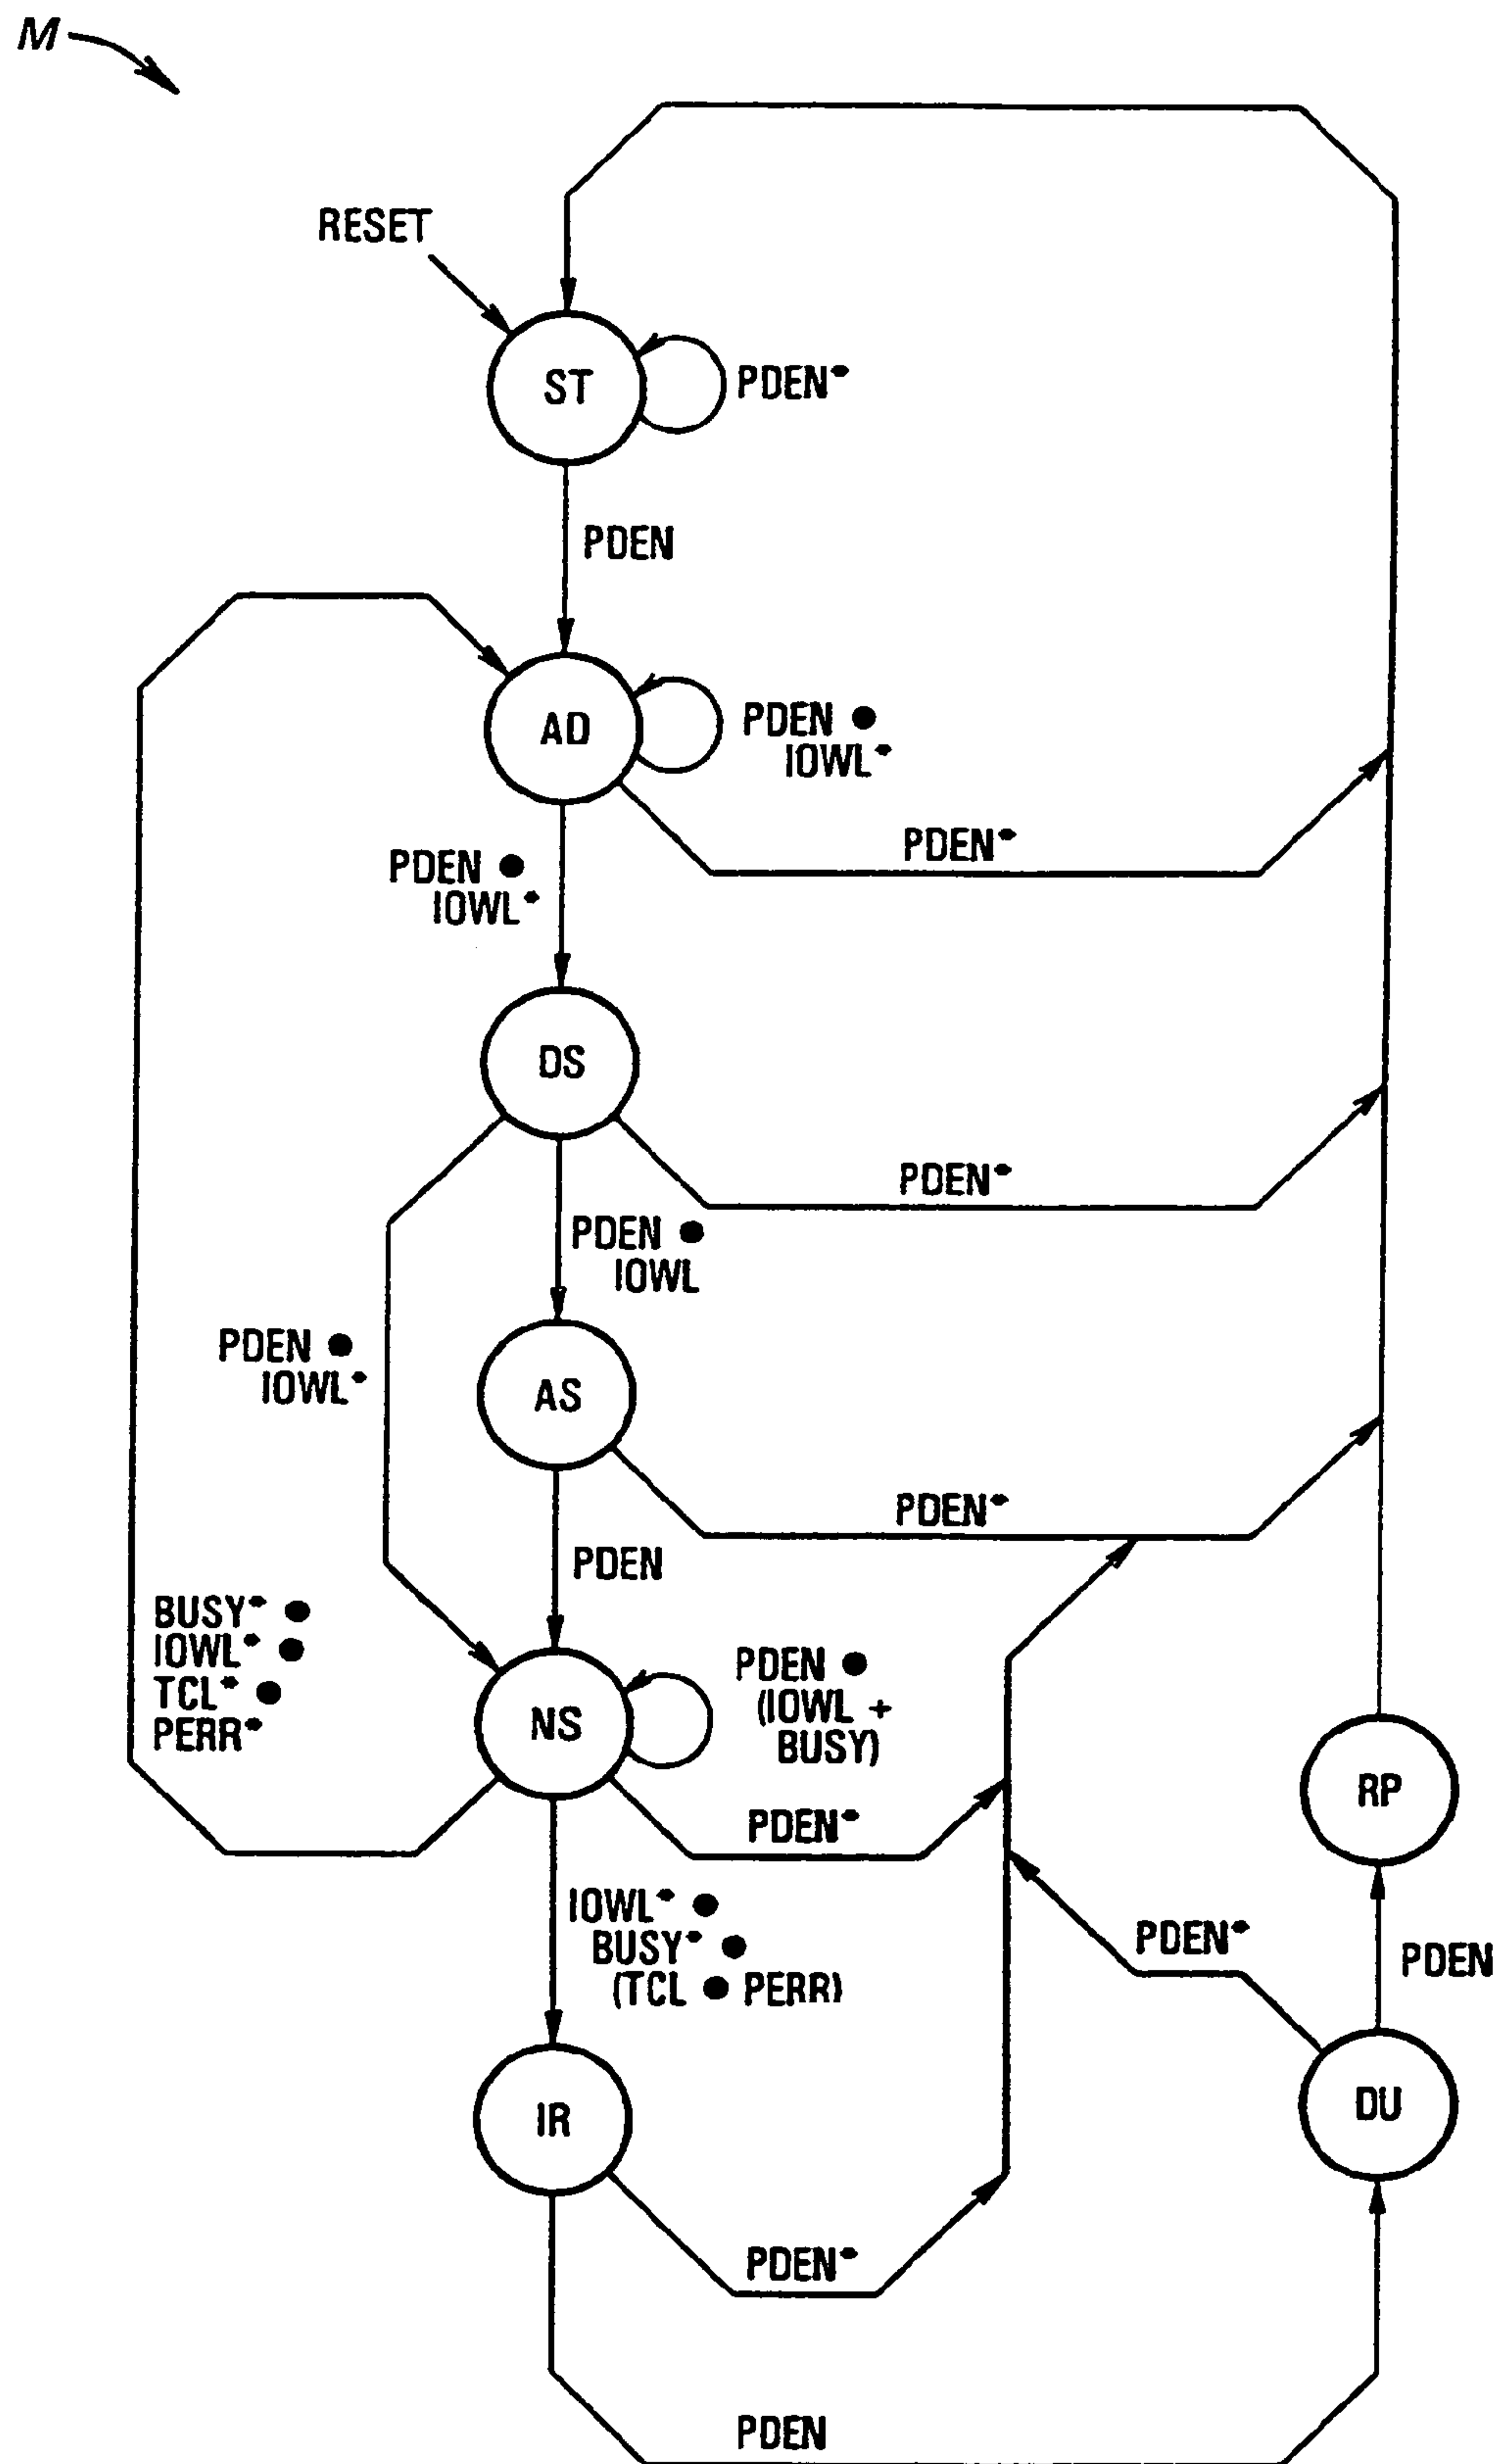 M
RESET
ST
PDEN*
PDEN
AD
PDEN ●
IOWL*
PDEN*
PDEN ●
IOWL*
DS
PDEN*
PDEN ●
IOWL
PDEN ●
IOWL*
AS
PDEN*
PDEN
BUSY* ●
IOWL* ●
TCL* ●
PERR*
NS
PDEN ●
(IOWL +
BUSY)
RP
PDEN*
IOWL* ●
BUSY* ●
(TCL ● PERR)
PDEN*
PDEN
IR
DU
PDEN*
PDEN